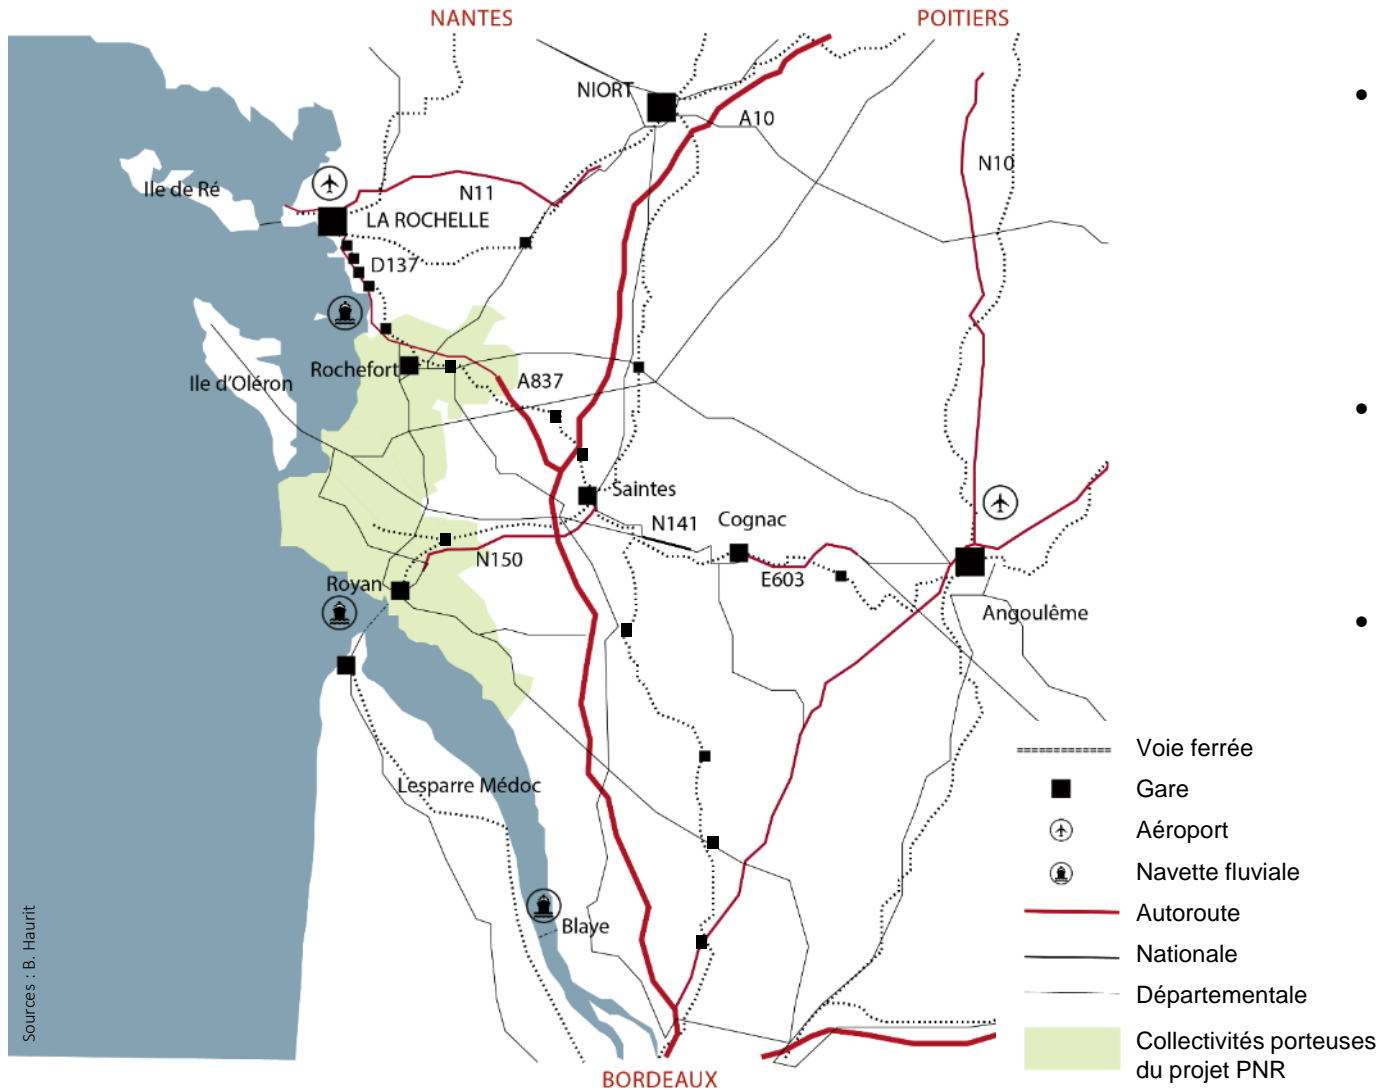 NANTES
POITIERS
NIORT
A10
N10
Ile de Ré
N11
LA ROCHELLE
D137
Rochefort
A837
Ile d'Oléron
Saintes
N141
Cognac
N150
E603
Royan
Angoulême
Lesparre Médoc
Blaye
BORDEAUX
Voie ferrée
Gare
Aéroport
Navette fluviale
Autoroute
Nationale
Départementale
Collectivités porteuses
du projet PNR
Sources : B. Haurit